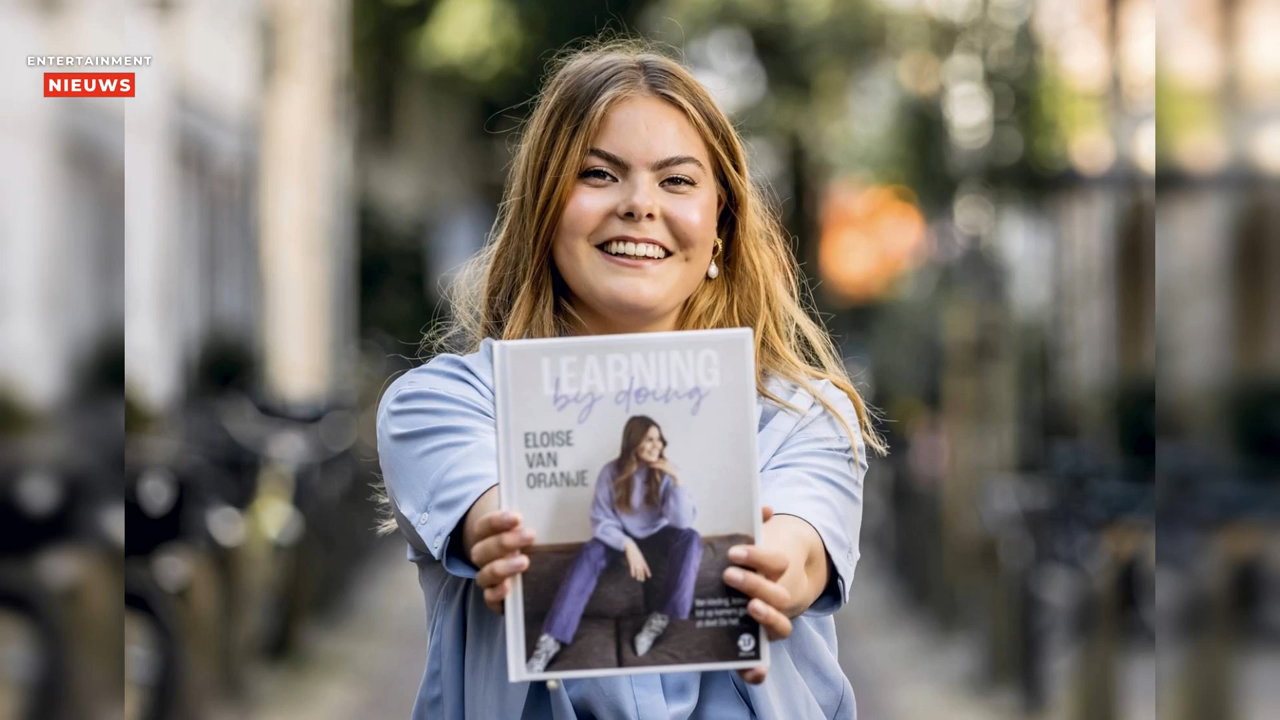 ENTERTAINMENT
NIEUWS
LEARNING
by doing
ELOISE
VAN
ORANJE